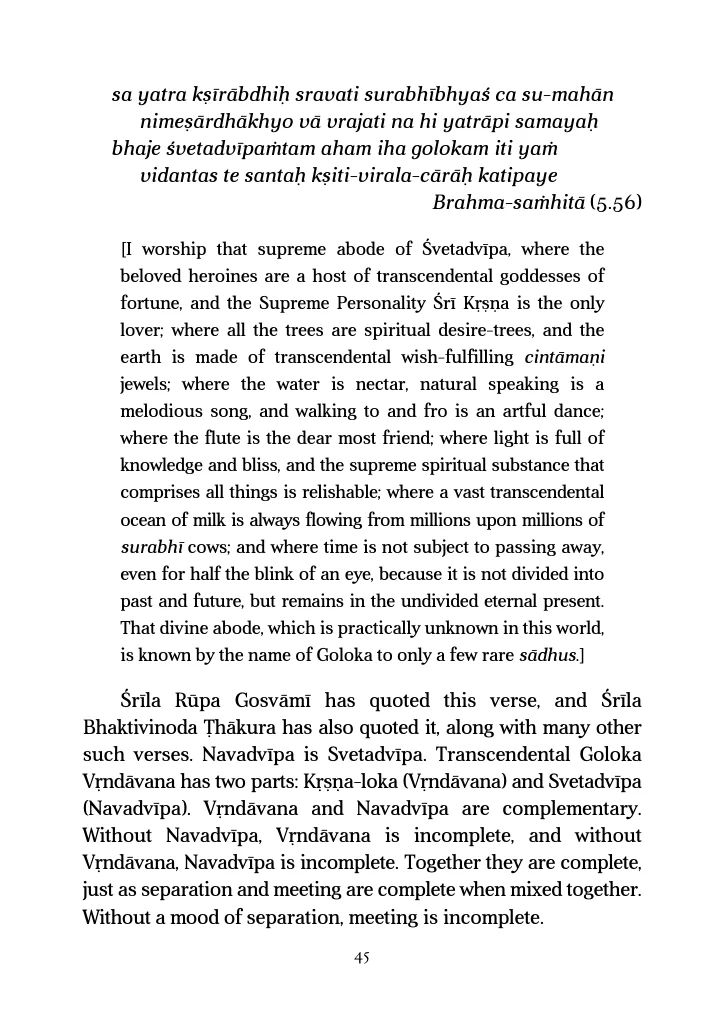 sa yatra kṣīrābdhiḥ sravati surabhībhyaś ca su-mahān
nimeṣārdhākhyo vā vrajati na hi yatrāpi samayaḥ
bhaje śvetadvīpaṁtam aham iha golokam iti yaṁ
vidantas te santaḥ kṣiti-virala-cārāḥ katipaye
Brahma-saṁhitā (5.56)
[I worship that supreme abode of Śvetadvīpa, where the
beloved heroines are a host of transcendental goddesses of
fortune, and the Supreme Personality Śrī Kṛṣṇa is the only
lover; where all the trees are spiritual desire-trees, and the
earth is made of transcendental wish-fulfilling cintāmaṇi
jewels; where the water is nectar, natural speaking is a
melodious song, and walking to and fro is an artful dance;
where the flute is the dear most friend; where light is full of
knowledge and bliss, and the supreme spiritual substance that
comprises all things is relishable; where a vast transcendental
ocean of milk is always flowing from millions upon millions of
surabhī cows; and where time is not subject to passing away,
even for half the blink of an eye, because it is not divided into
past and future, but remains in the undivided eternal present.
That divine abode, which is practically unknown in this world,
is known by the name of Goloka to only a few rare sādhus.]
Śrīla Rūpa Gosvāmī has quoted this verse, and Śrīla
Bhaktivinoda Ṭhākura has also quoted it, along with many other
such verses. Navadvīpa is Svetadvīpa. Transcendental Goloka
Vṛndāvana has two parts: Kṛṣṇa-loka (Vṛndāvana) and Svetadvīpa
(Navadvīpa). Vṛndāvana and Navadvīpa are complementary.
Without Navadvīpa, Vṛndāvana is incomplete, and without
Vṛndāvana, Navadvīpa is incomplete. Together they are complete,
just as separation and meeting are complete when mixed together.
Without a mood of separation, meeting is incomplete.
45